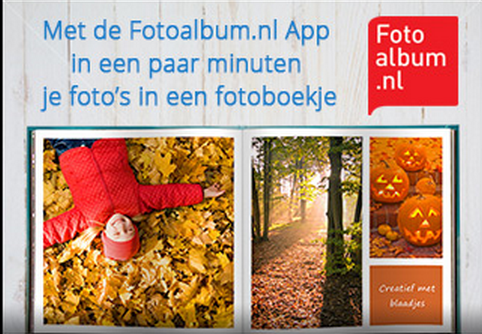 Met de Fotoalbum.nl App
in een paar minuten
je foto's in een fotoboekje
Foto
album
.nl
Creatief met
blaadjes